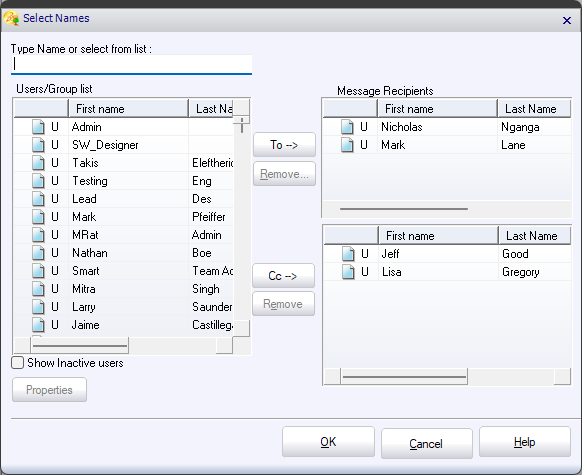 Select Names
Type Name or select from list :
Users/Group list
First name Last Na
U Admin
U SW_Designer
U Takis Eleftheric
U Testing Eng
U Lead Des
U Mark Pfeiffer
U MRat Admin
U Nathan Boe
U Smart Team Ac
U Mitra Singh
U Larry Saunder
U Jaime Castillega
Show Inactive users
Properties
To -->
Remove...
Cc -->
Remove
Message Recipients
First name Last Name
U Nicholas Nganga
U Mark Lane
First name Last Name
U Jeff Good
U Lisa Gregory
OK
Cancel
Help